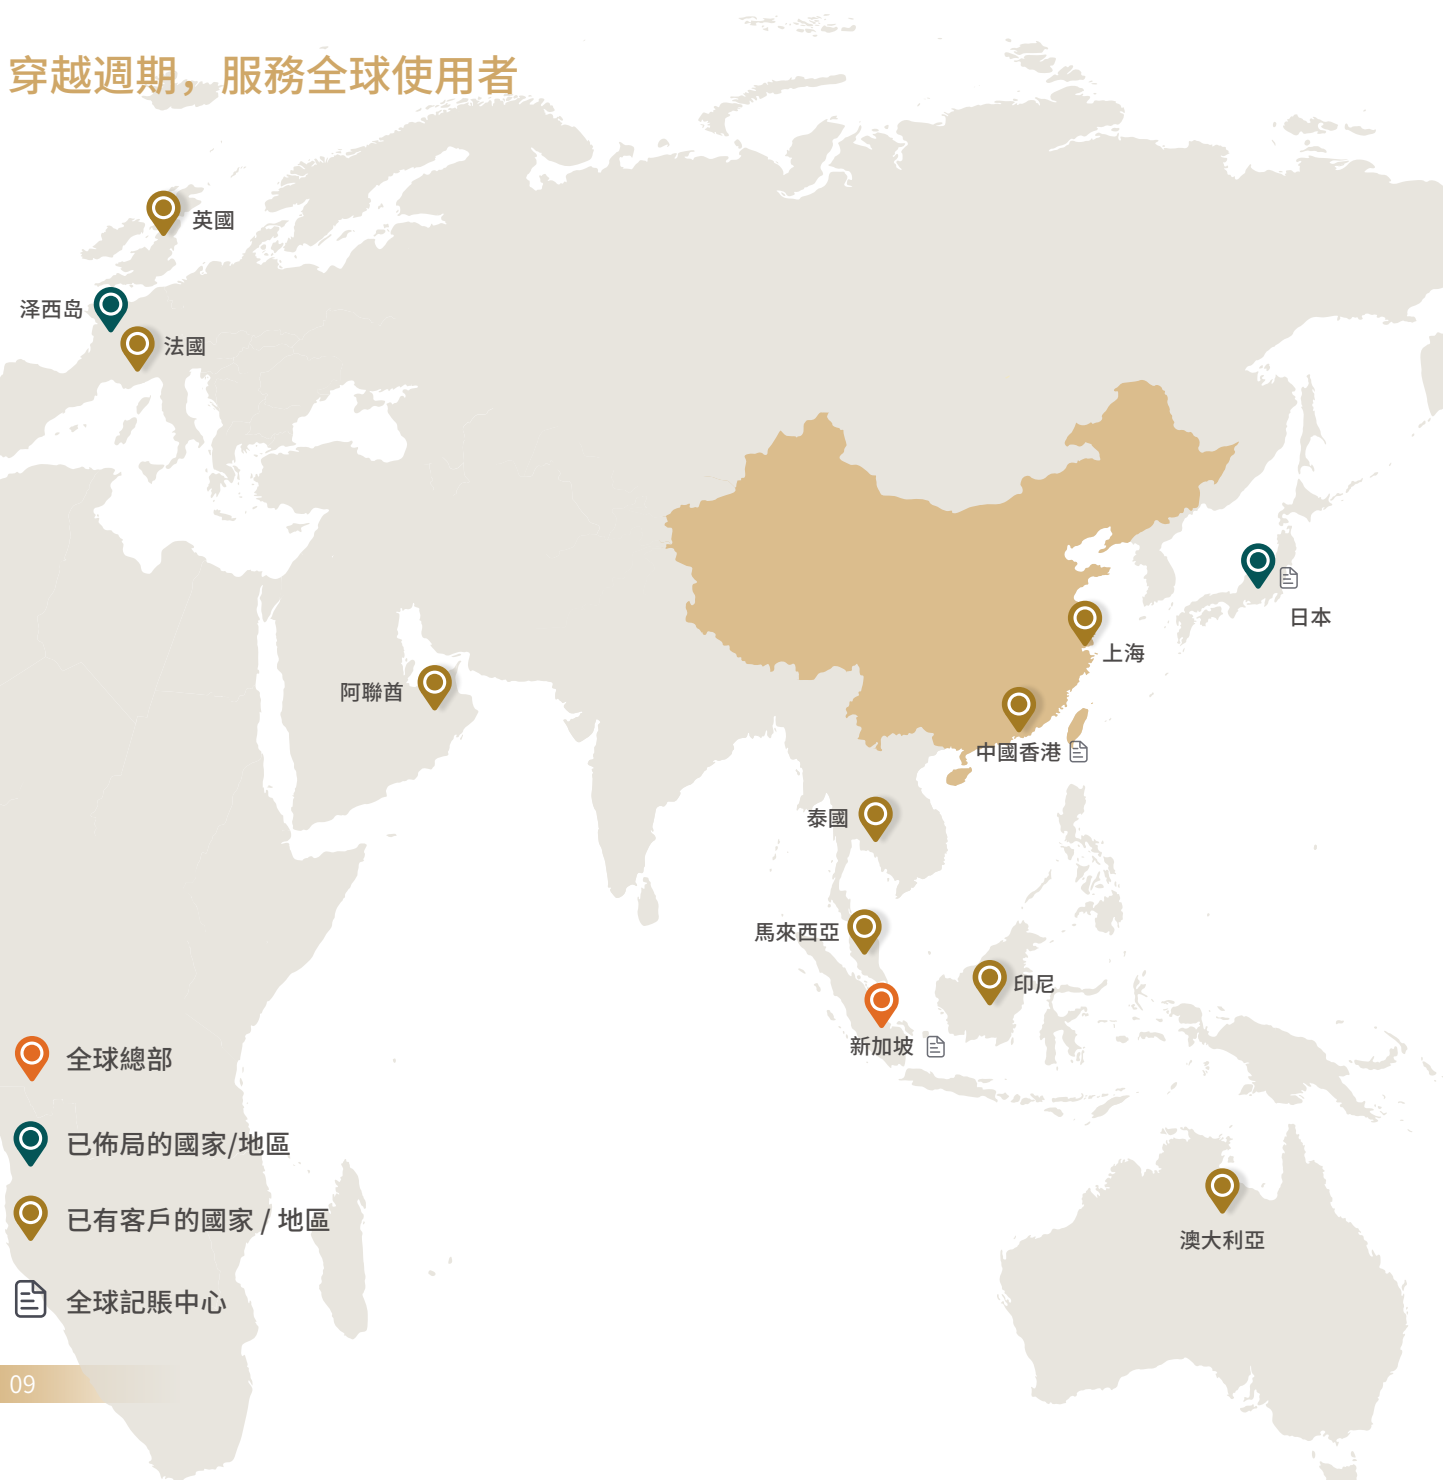 穿越週期，服務全球使用者
英國
泽西岛
法國
日本
上海
阿聯酋
中國香港
泰國
馬來西亞
印尼
新加坡
全球總部
已佈局的國家/地區
已有客戶的國家 / 地區
澳大利亞
全球記賬中心
09